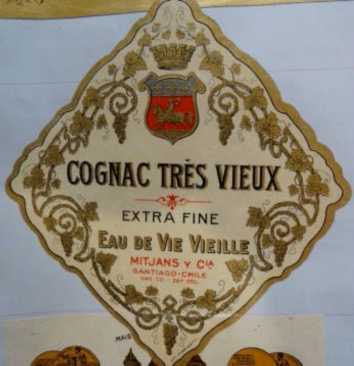 COGNAC TRÈS VIEUX
EXTRA FINE
EAU DE VIE VIEILLE
MITJANS Y CIA
SANTIAGO-CHILE